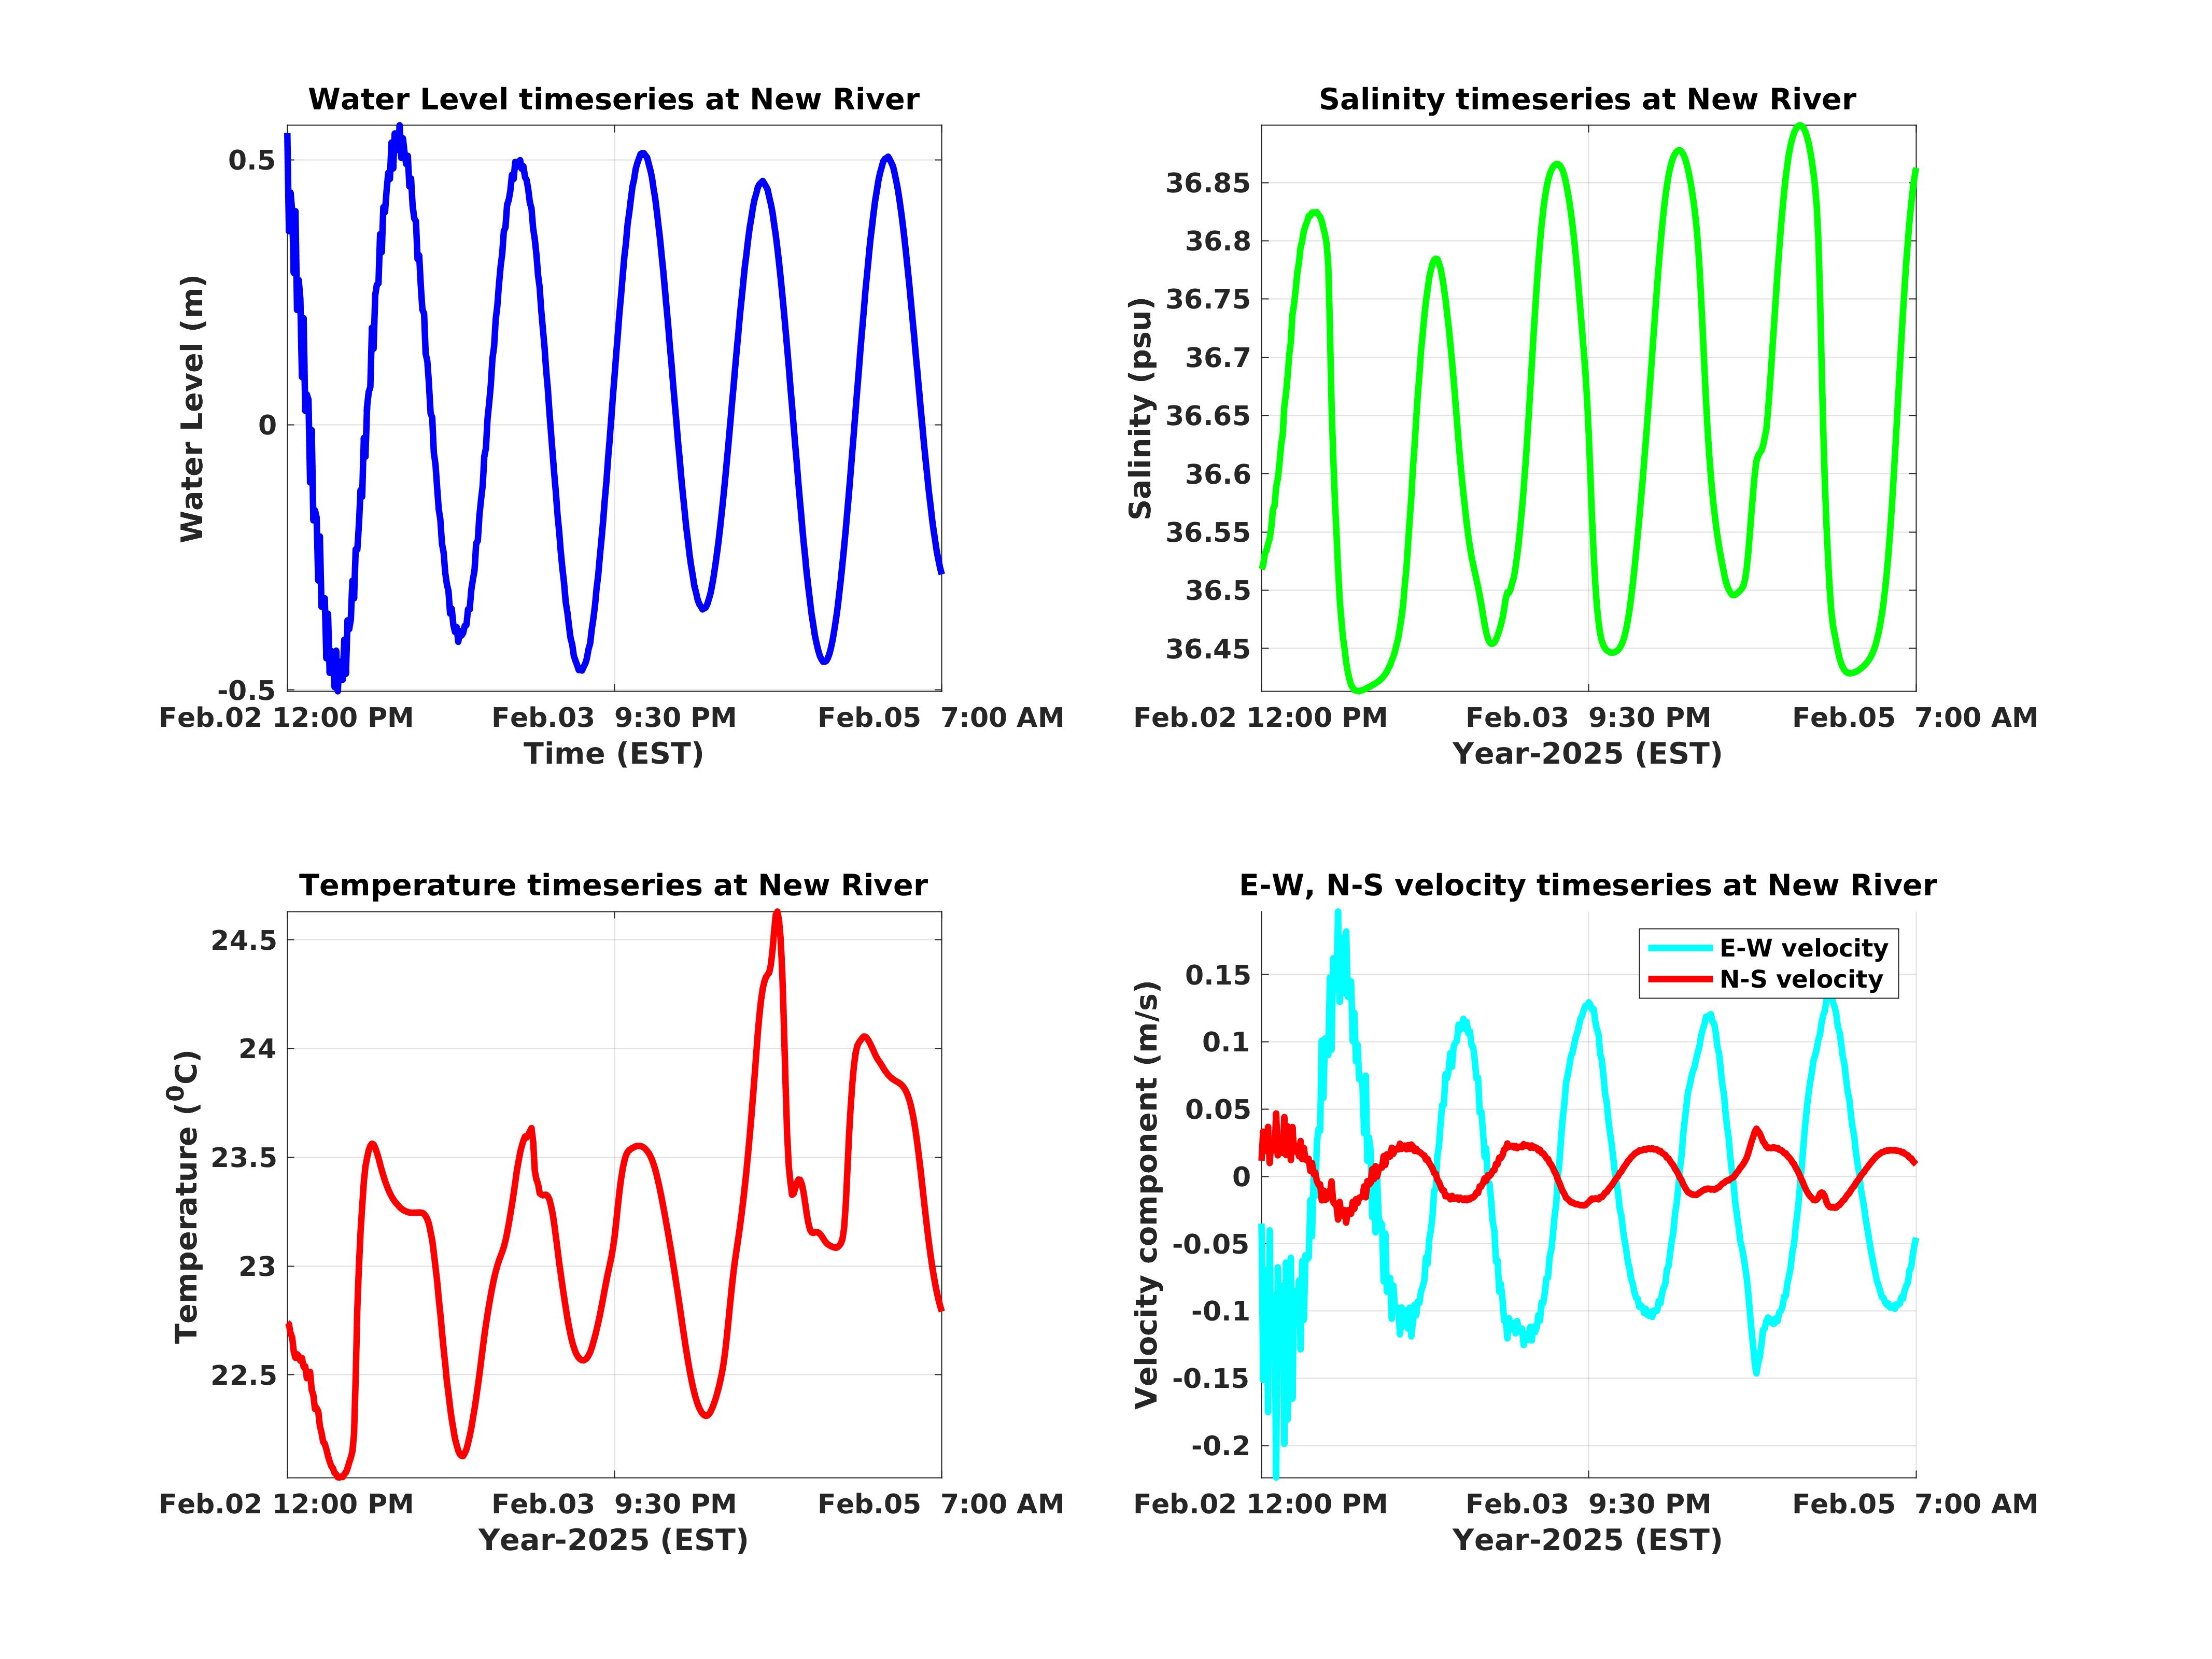 Water Level timeseries at New River
Water Level (m)
0.5
0
-0.5
Feb.02 12:00 PM
Feb.03 9:30 PM
Feb.05 7:00 AM
Time (EST)
Salinity timeseries at New River
Salinity (psu)
36.85
36.8
36.75
36.7
36.65
36.6
36.55
36.5
36.45
Feb.02 12:00 PM
Feb.03 9:30 PM
Feb.05 7:00 AM
Year-2025 (EST)
Temperature timeseries at New River
Temperature (⁰C)
24.5
24
23.5
23
22.5
Feb.02 12:00 PM
Feb.03 9:30 PM
Feb.05 7:00 AM
Year-2025 (EST)
E-W, N-S velocity timeseries at New River
Velocity component (m/s)
E-W velocity
N-S velocity
0.15
0.1
0.05
0
-0.05
-0.1
-0.15
-0.2
Feb.02 12:00 PM
Feb.03 9:30 PM
Feb.05 7:00 AM
Year-2025 (EST)